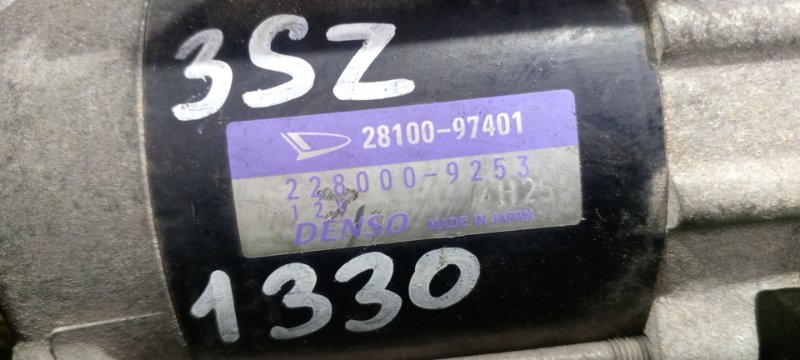 3SZ
28100-97401
228000-9253
DENSO MADE IN JAPAN
1330